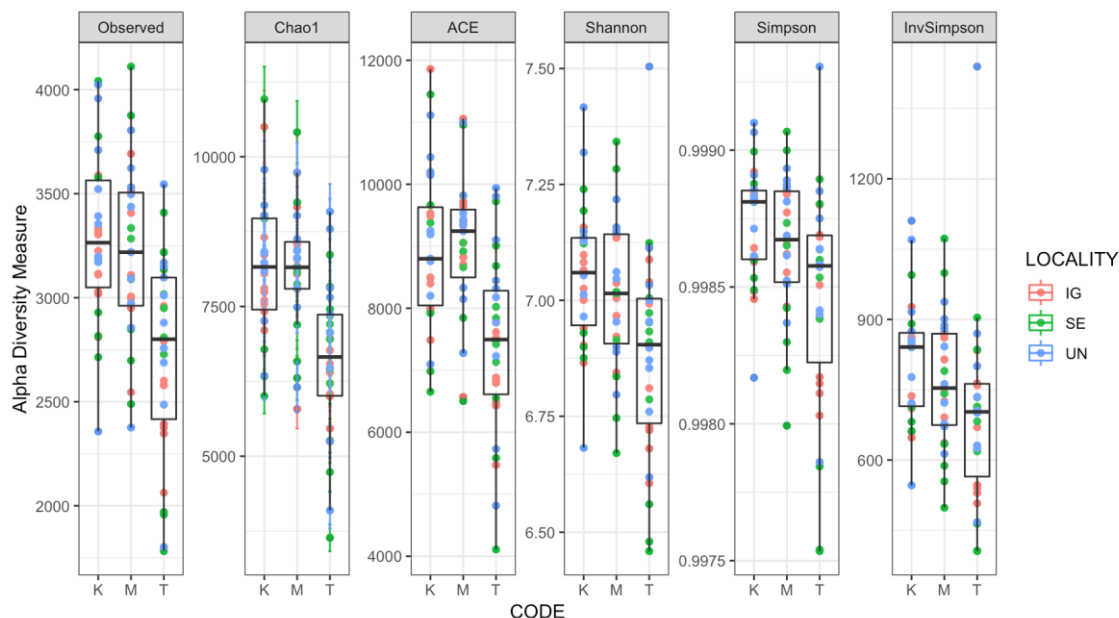 Observed
Chao1
ACE
Shannon
Simpson
InvSimpson
Alpha Diversity Measure
4000
3500
3000
2500
2000
10000
7500
5000
12000
10000
8000
6000
4000
7.50
7.25
7.00
6.75
6.50
0.9990
0.9985
0.9980
0.9975
1200
900
600
K M T
K M T
K M T
K M T
K M T
K M T
CODE
LOCALITY
IG
SE
UN